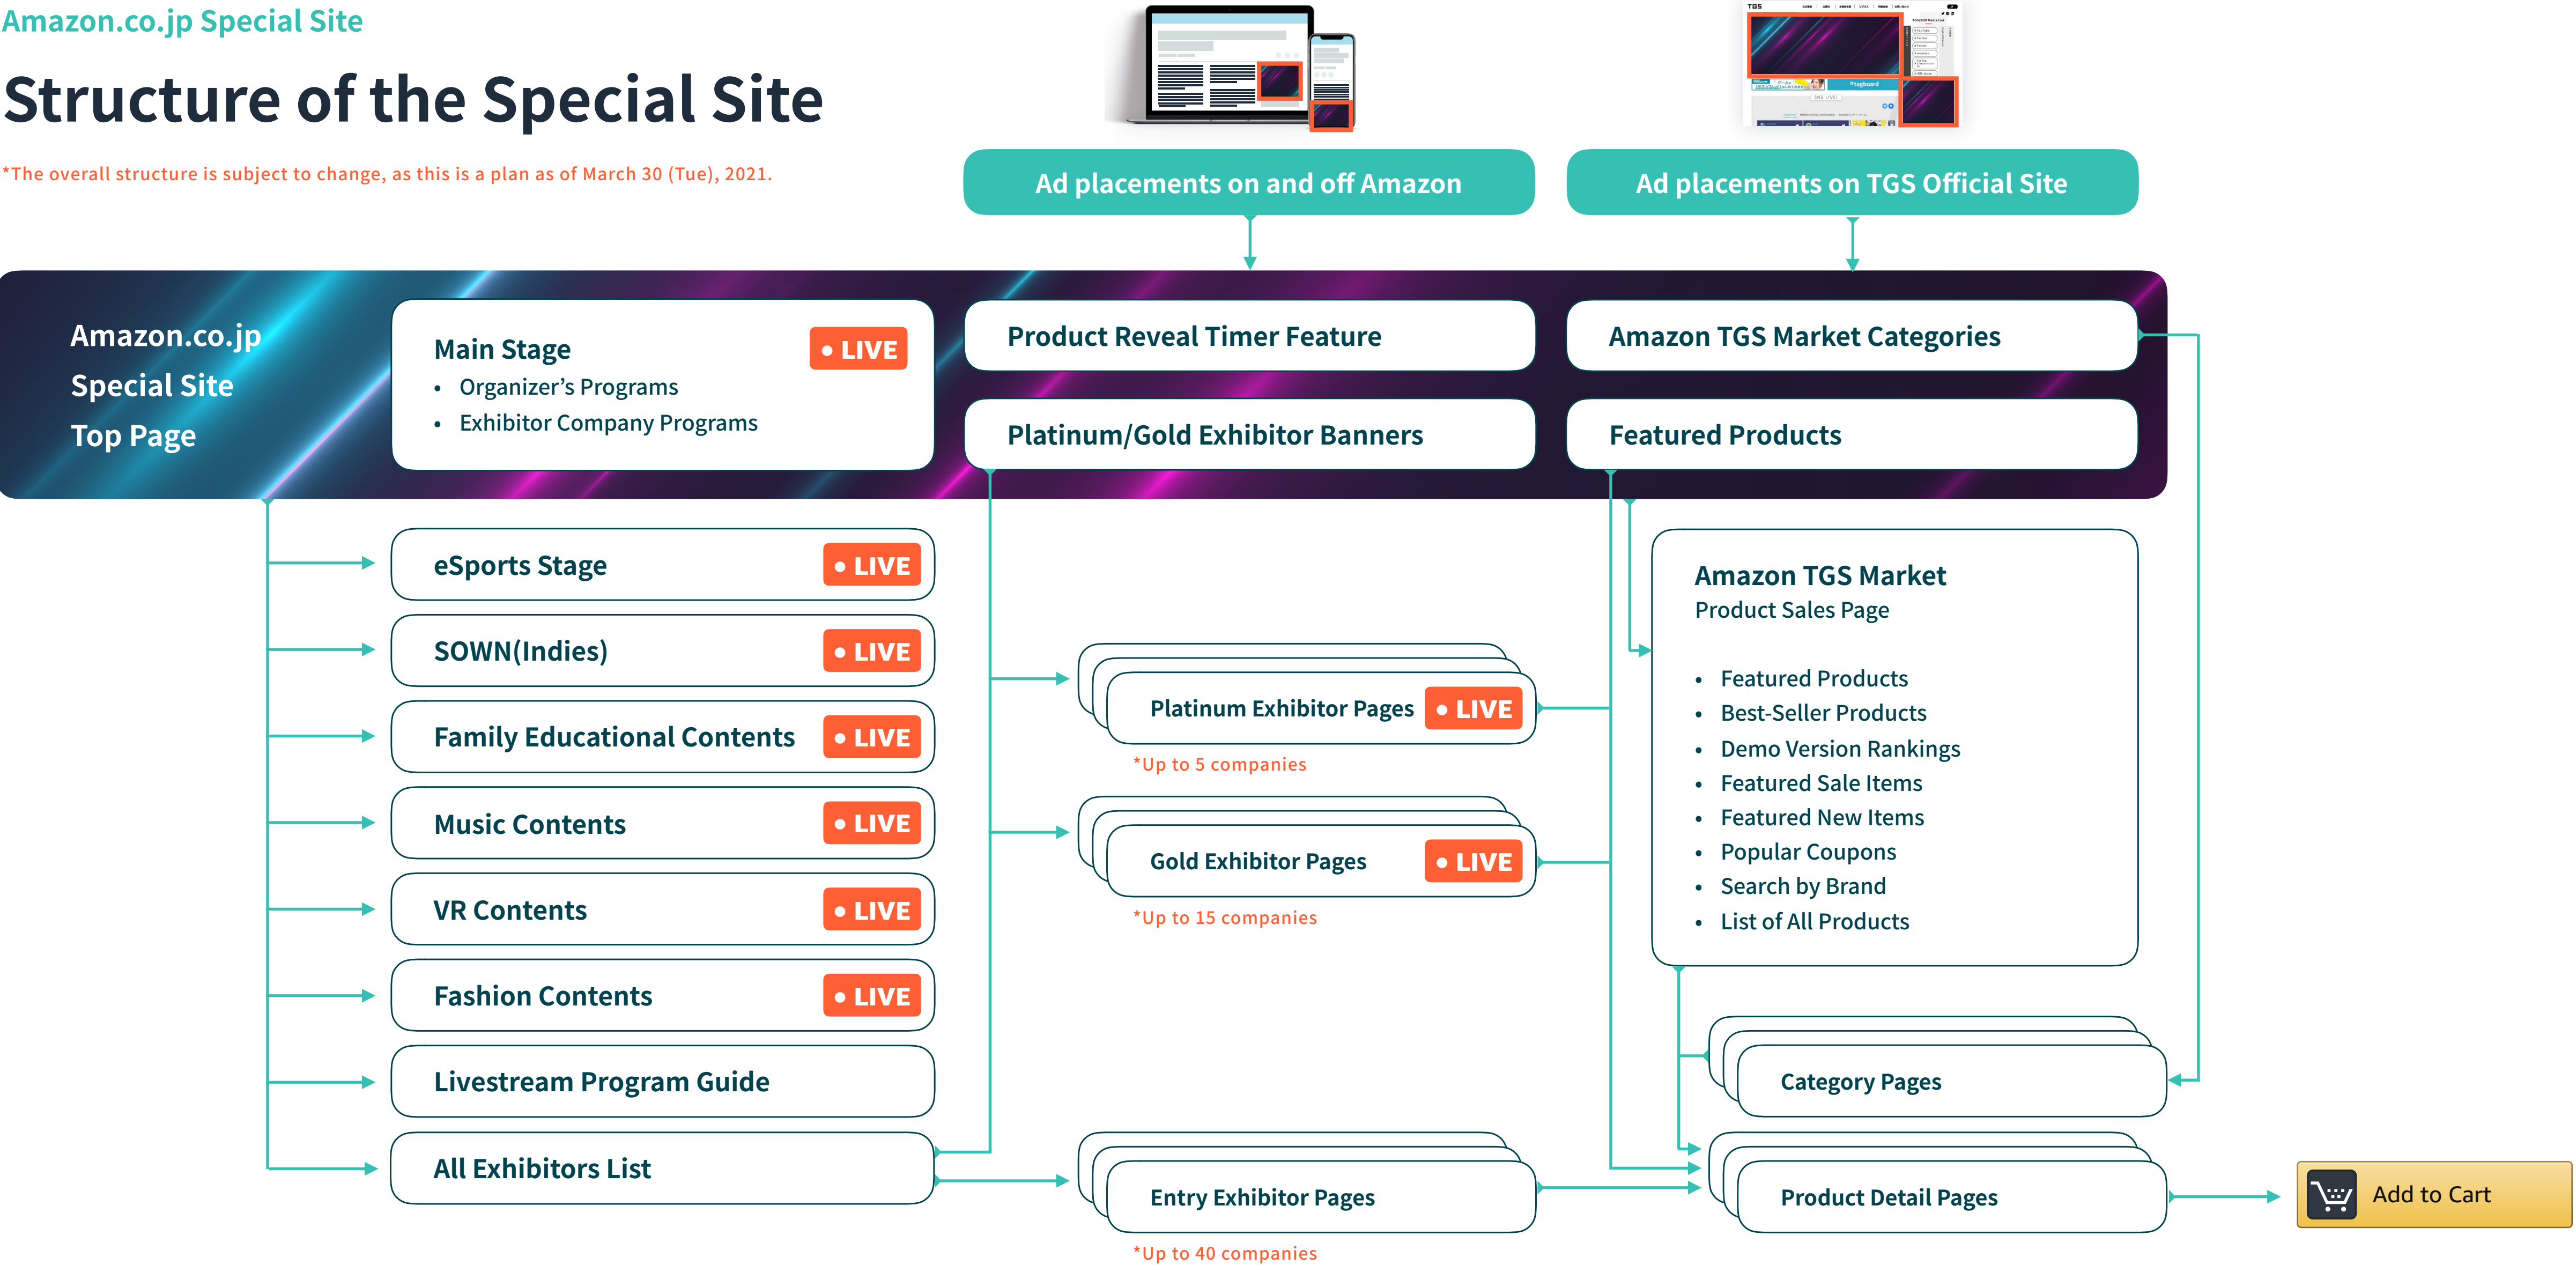 Amazon.co.jp Special Site
Structure of the Special Site
*The overall structure is subject to change, as this is a plan as of March 30 (Tue), 2021.
TGS
#tagboard
SNS LIVE!
Ad placements on and off Amazon
Ad placements on TGS Official Site
Amazon.co.jp
Special Site
Top Page
Main Stage
● LIVE
• Organizer’s Programs
• Exhibitor Company Programs
Product Reveal Timer Feature
Platinum/Gold Exhibitor Banners
Amazon TGS Market Categories
Featured Products
eSports Stage
● LIVE
SOWN(Indies)
● LIVE
Family Educational Contents
● LIVE
Music Contents
● LIVE
VR Contents
● LIVE
Fashion Contents
● LIVE
Livestream Program Guide
All Exhibitors List
Platinum Exhibitor Pages
● LIVE
*Up to 5 companies
Gold Exhibitor Pages
● LIVE
*Up to 15 companies
Entry Exhibitor Pages
*Up to 40 companies
Amazon TGS Market
Product Sales Page
• Featured Products
• Best-Seller Products
• Demo Version Rankings
• Featured Sale Items
• Featured New Items
• Popular Coupons
• Search by Brand
• List of All Products
Category Pages
Product Detail Pages
Add to Cart